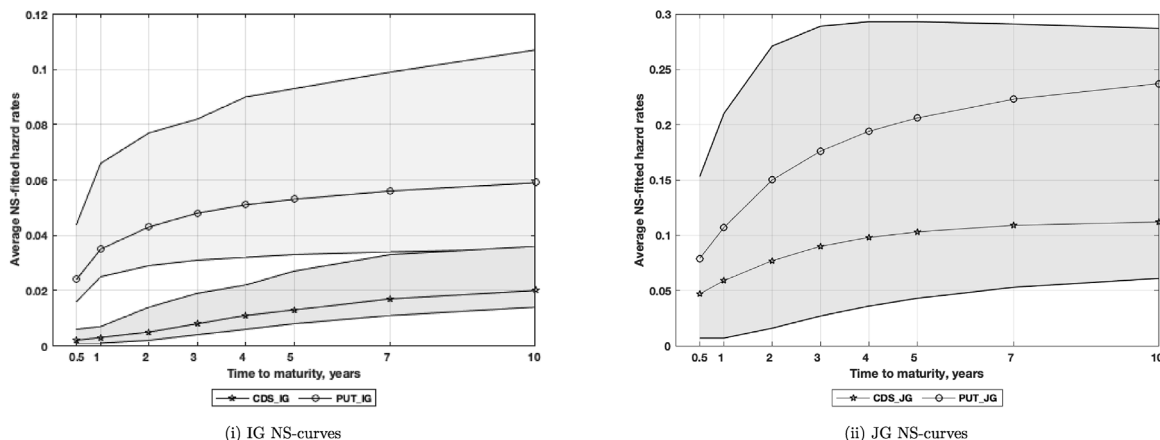 0.12
0.1
0.08
0.06
0.04
0.02
0
Average NS-fitted hazrd rates
0.5 1 2 3 4 5 7 10
Time to maturity, years
CDS_IG PUT_IG
(i) IG NS-curves
0.3
0.25
0.2
0.15
0.1
0.05
0
Average NS-fitted hazrd rates
0.5 1 2 3 4 5 7 10
Time to maturity, years
CDS_JG PUT_JG
(ii) JG NS-curves